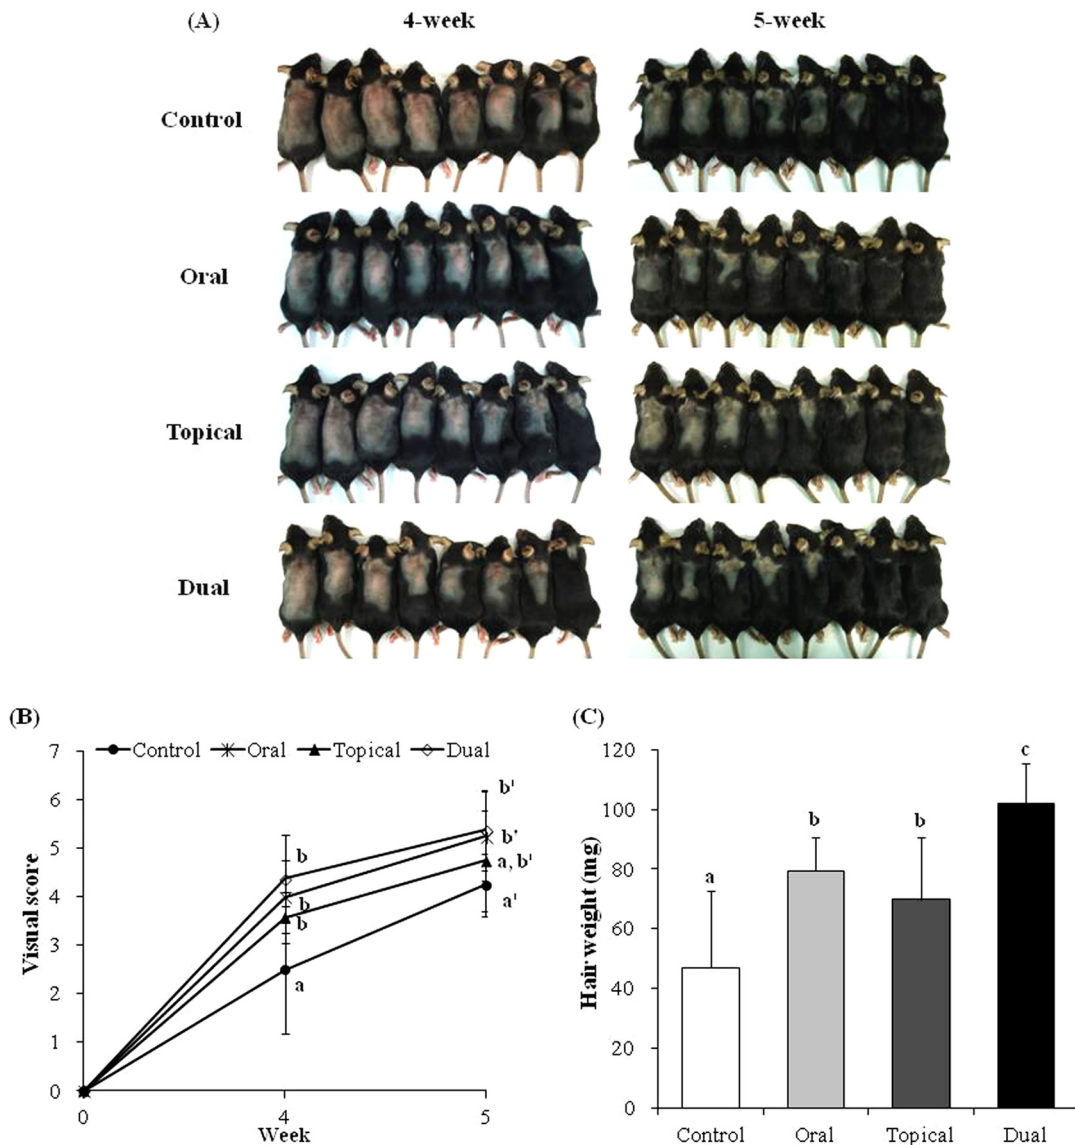 (A) 4-week 5-week
Control
Oral
Topical
Dual
(B)
Control Oral Topical Dual
7
6
5
4
3
2
1
0
Visual score
b
b
b
a
b'
b'
a, b'
a'
0 4 5
Week
(C)
120
100
80
60
40
20
0
Hair weight (mg)
a
b
b
c
Control Oral Topical Dual